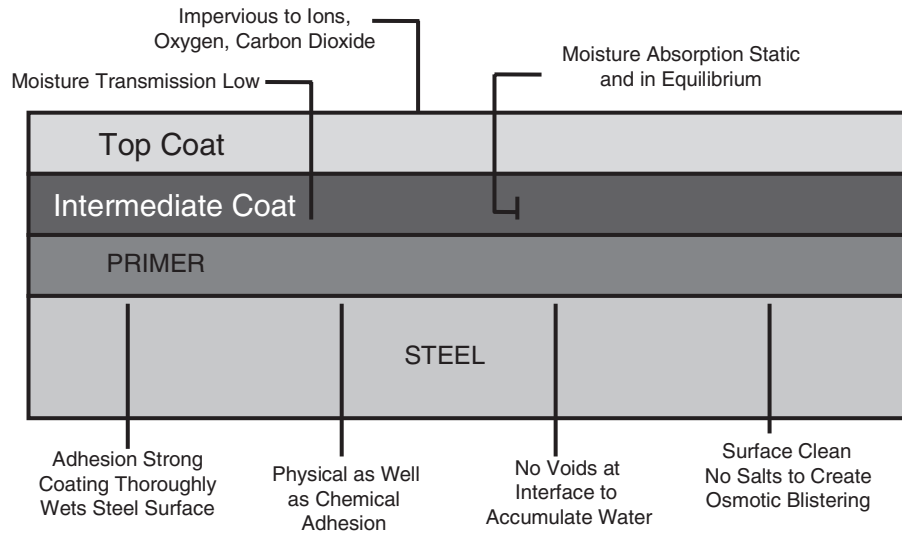 Impervious to Ions,
Oxygen, Carbon Dioxide
Moisture Transmission Low
Moisture Absorption Static
and in Equilibrium
Top Coat
Intermediate Coat
PRIMER
STEEL
Adhesion Strong
Coating Thoroughly
Wets Steel Surface
Physical as Well
as Chemical
Adhesion
No Voids at
Interface to
Accumulate Water
Surface Clean
No Salts to Create
Osmotic Blistering